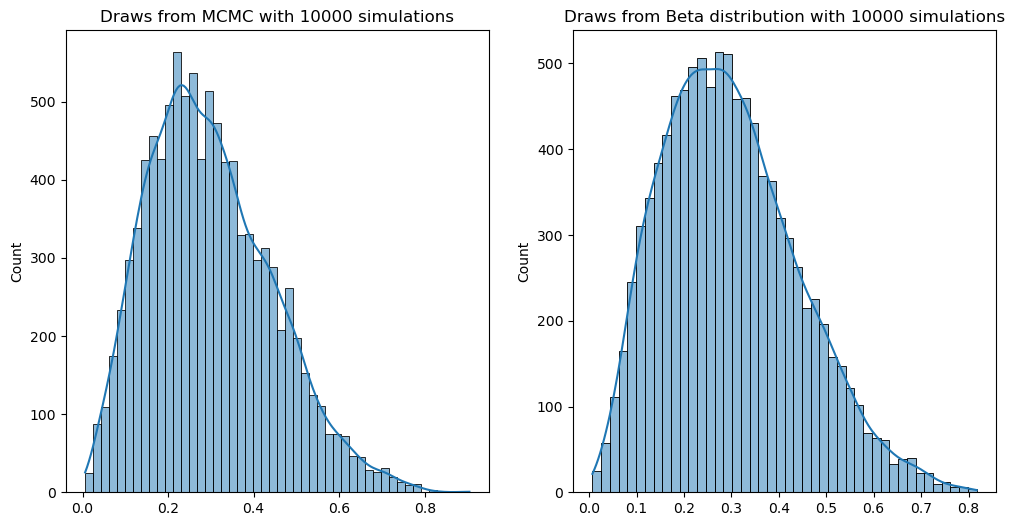 Draws from MCMC with 10000 simulations
Count
500
400
300
200
100
0
0.0 0.2 0.4 0.6 0.8
Draws from Beta distribution with 10000 simulations
Count
500
400
300
200
100
0
0.0 0.1 0.2 0.3 0.4 0.5 0.6 0.7 0.8